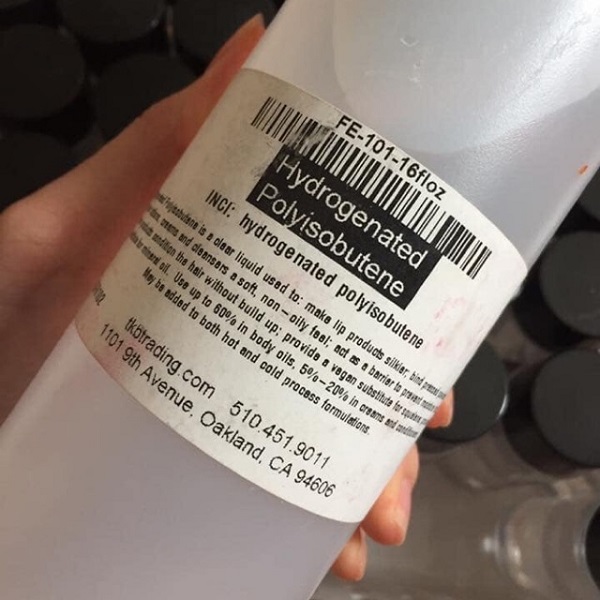 FE-101-16floz
Hydrogenated
Polyisobutene
INCI: hydrogenated polyisobutene
Polyisobutene is a clear liquid used to: make lip products silkier; bind pressed
creams and cleansers a soft, non-oily feel; act as a barrier to prevent
condition the hair without build up; provide a vegan substitute for squalene
mineral oil. Use up to 60% in body oils, 5%-20% in creams and
May be added to both hot and cold process formulations.
tkbtrading.com 510.451.9011
1101 9th Avenue, Oakland, CA 94606